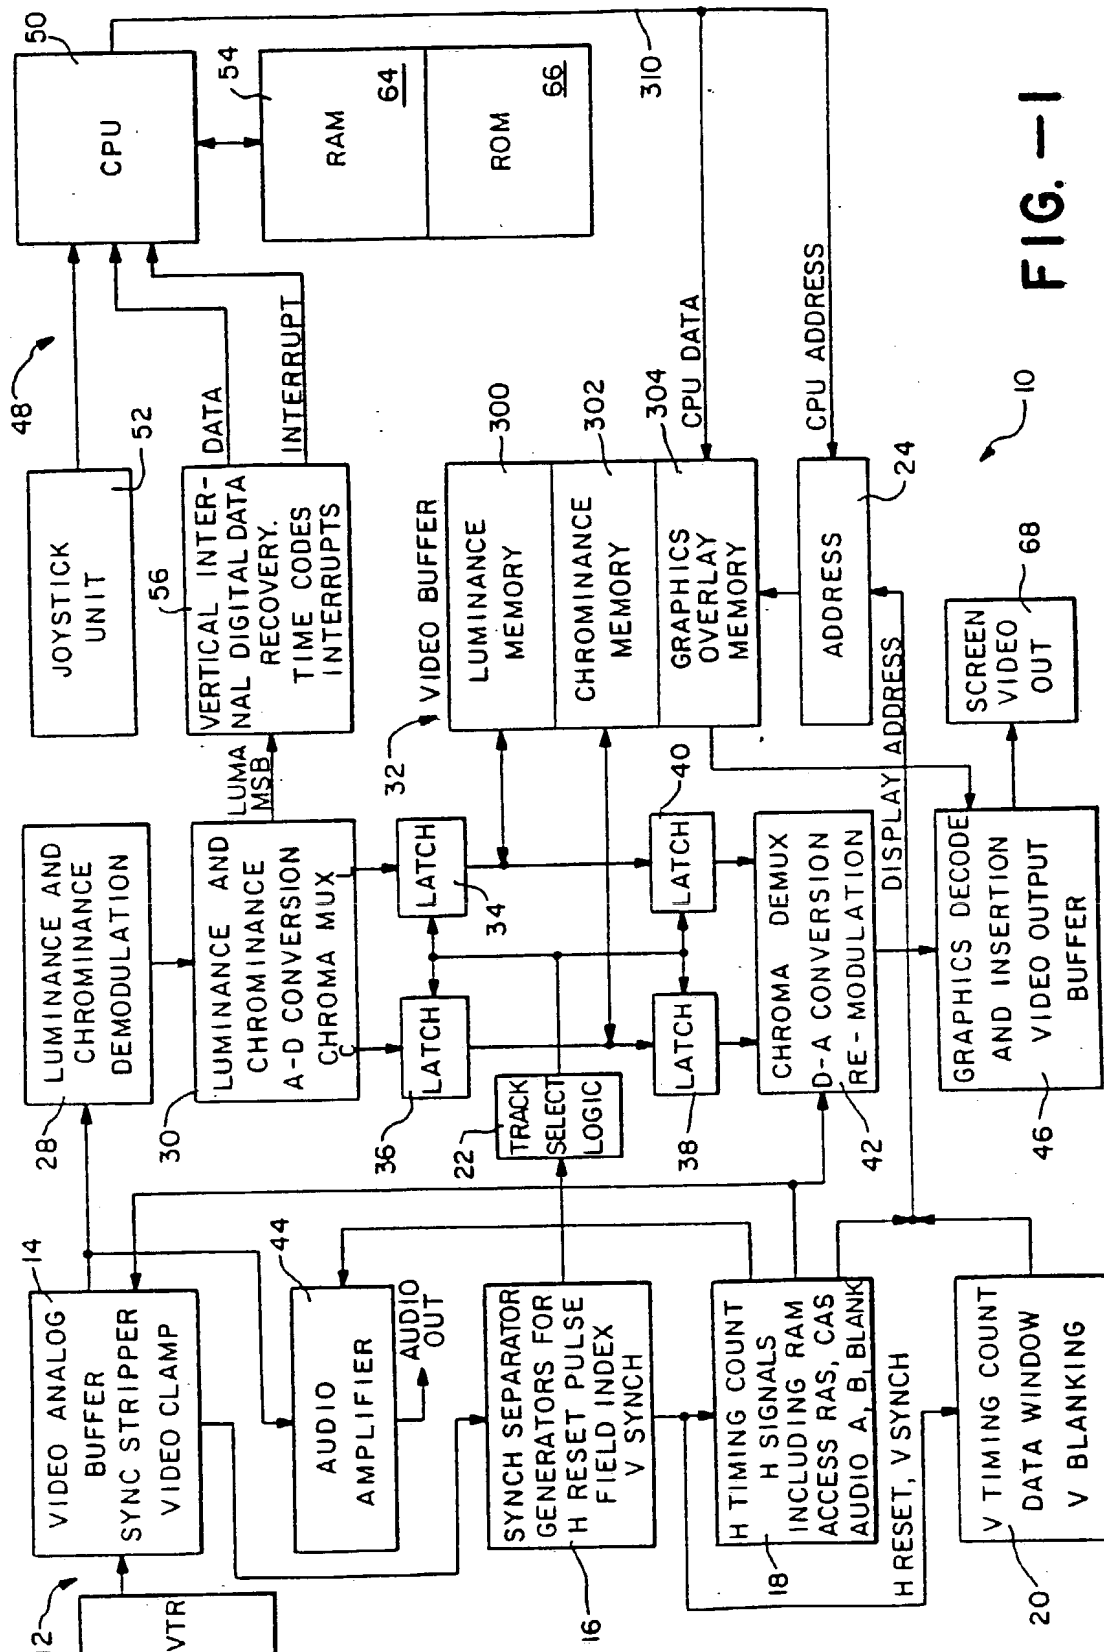 50
CPU
54
RAM
64
ROM
66
310
FIG. —1
48
JOYSTICK
UNIT
52
DATA
INTERRUPT
56
VERTICAL INTER-
NAL DIGITAL DATA
RECOVERY.
TIME CODES
INTERRUPTS
LUMA
MSB
CPU DATA
CPU ADDRESS
32
VIDEO BUFFER
300
LUMINANCE
MEMORY
302
CHROMINANCE
MEMORY
304
GRAPHICS
OVERLAY
MEMORY
24
ADDRESS
10
68
SCREEN
VIDEO
OUT
DISPLAY ADDRESS
28
LUMINANCE AND
CHROMINANCE
DEMODULATION
30
LUMINANCE AND
CHROMINANCE
A-D CONVERSION
CHROMA MUX
LATCH
34
LATCH
36
LATCH
40
LATCH
38
22
TRACK
SELECT
LOGIC
CHROMA DEMUX
D-A CONVERSION
RE-MODULATION
42
GRAPHICS DECODE
AND INSERTION
VIDEO OUTPUT
BUFFER
46
VTR
14
VIDEO ANALOG
BUFFER
SYNC STRIPPER
VIDEO CLAMP
44
AUDIO
AMPLIFIER
AUDIO
OUT
SYNCH SEPARATOR
GENERATORS FOR
H RESET PULSE
FIELD INDEX
V SYNCH
16
H TIMING COUNT
H SIGNALS
INCLUDING RAM
ACCESS RAS, CAS
AUDIO A, B, BLANK
18
H RESET, V SYNCH
V TIMING COUNT
DATA WINDOW
V BLANKING
20